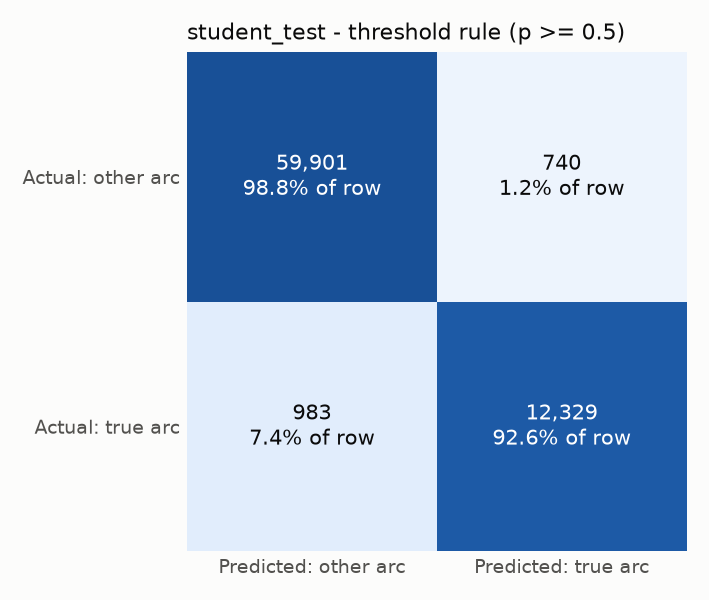 student_test - threshold rule (p >= 0.5)
Actual: other arc
59,901
98.8% of row
740
1.2% of row
Actual: true arc
983
7.4% of row
12,329
92.6% of row
Predicted: other arc
Predicted: true arc